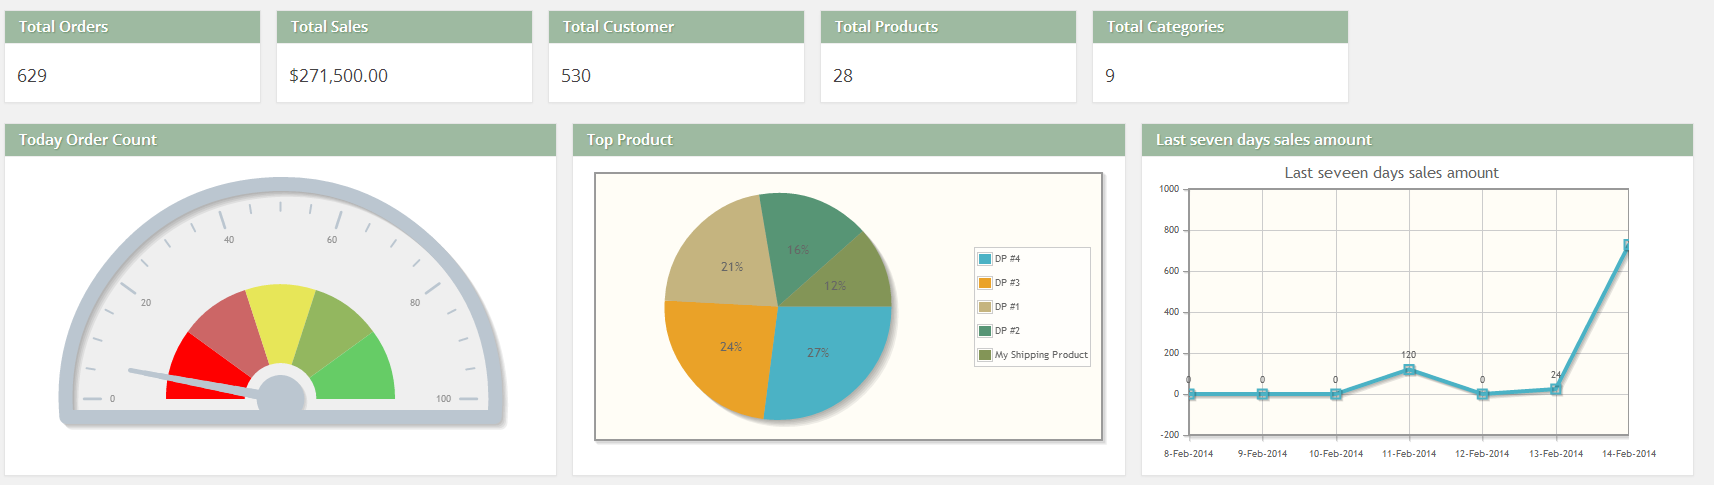 Total Orders
629
Total Sales
$271,500.00
Total Customer
530
Total Products
28
Total Categories
9
Today Order Count
0
20
40
60
80
100
Top Product
16%
21%
12%
24%
27%
DP #4
DP #3
DP #1
DP #2
My Shipping Product
Last seven days sales amount
Last seveen days sales amount
1000
800
600
400
200
0
-200
0
0
0
120
0
24
8-Feb-2014
9-Feb-2014
10-Feb-2014
11-Feb-2014
12-Feb-2014
13-Feb-2014
14-Feb-2014